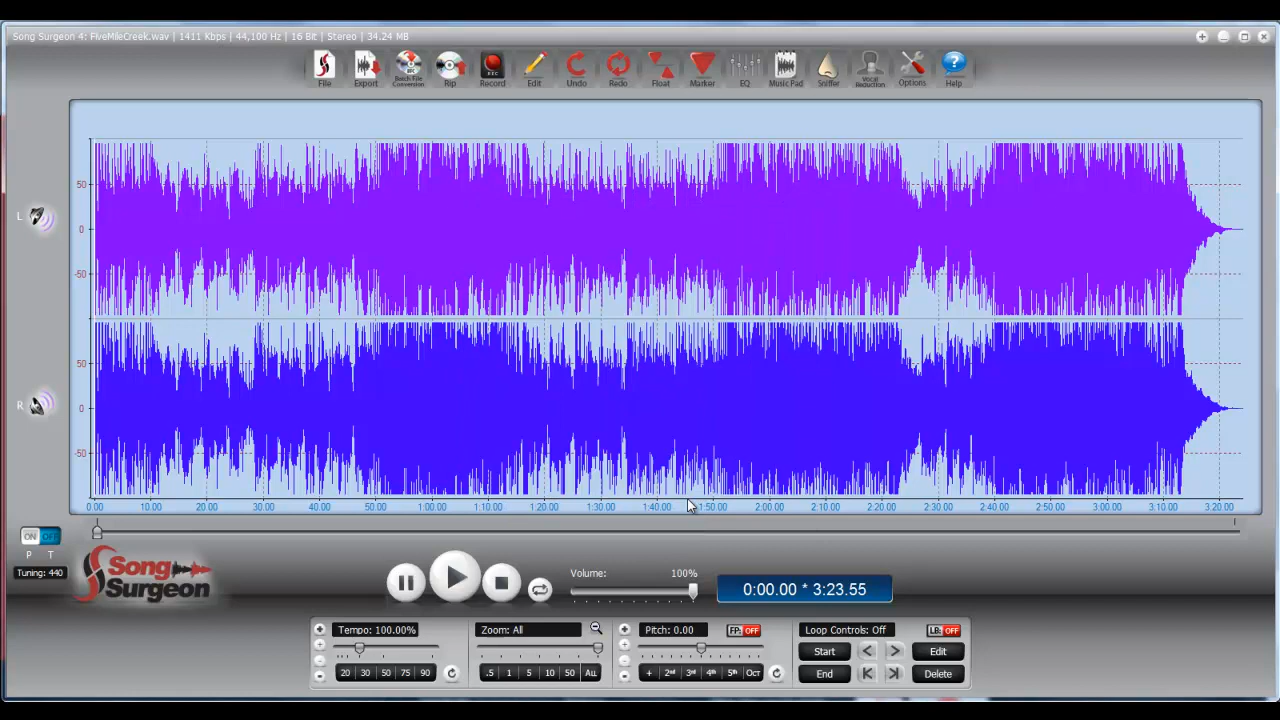 Song Surgeon 4: FiveMileCreek.wav | 1411 Kbps | 44,100 Hz | 16 Bit | Stereo | 34.24 MB
File Export Batch File Conversion Rip Record Edit Undo Redo Float Marker EQ Music Pad Sniffer Vocal Reduction Options Help
REC
50
L 0
-50
50
R 0
-50
0.00 10.00 20.00 30.00 40.00 50.00 1:00.00 1:10.00 1:20.00 1:30.00 1:40.00 1:50.00 2:00.00 2:10.00 2:20.00 2:30.00 2:40.00 2:50.00 3:00.00 3:10.00 3:20.00
ON OFF
P T
Tuning: 440
Song Surgeon
Volume: 100%
0:00.00 * 3:23.55
Tempo: 100.00% Zoom: All Pitch: 0.00 FP: OFF Loop Controls: Off LB: OFF
Start < > Edit
20 30 50 75 90 .5 1 5 10 50 ALL + 2nd 3rd 4th 5th Oct End Delete